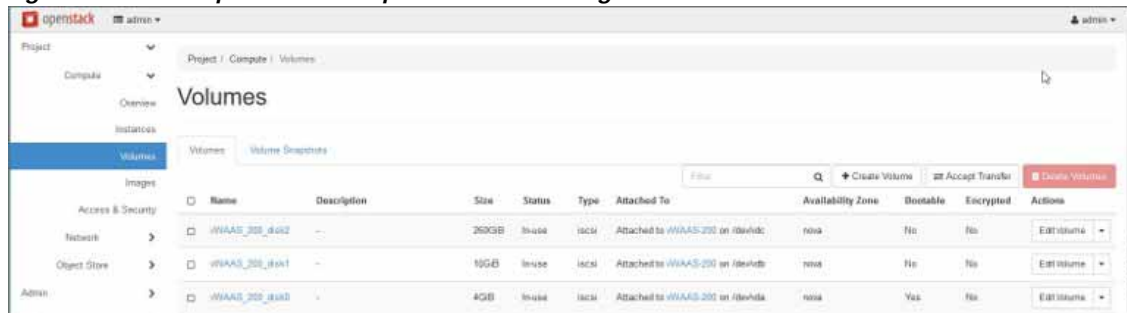 openstack admin admin
Project
Compute
Overview
Instances
Volumes
Images
Access & Security
Network
Object Store
Admin
Project / Compute / Volumes
Volumes
Volumes Volume Snapshots
Filter + Create Volume Accept Transfer Delete Volumes
Name Description Size Status Type Attached To Availability Zone Bootable Encrypted Actions
vWAAS_200_disk2 - 260GiB In-use iscsi Attached to vWAAS-200 on /dev/vdc nova No No Edit Volume
vWAAS_200_disk1 - 10GiB In-use iscsi Attached to vWAAS-200 on /dev/vdb nova No No Edit Volume
vWAAS_200_disk0 - 4GiB In-use iscsi Attached to vWAAS-200 on /dev/vda nova Yes No Edit Volume